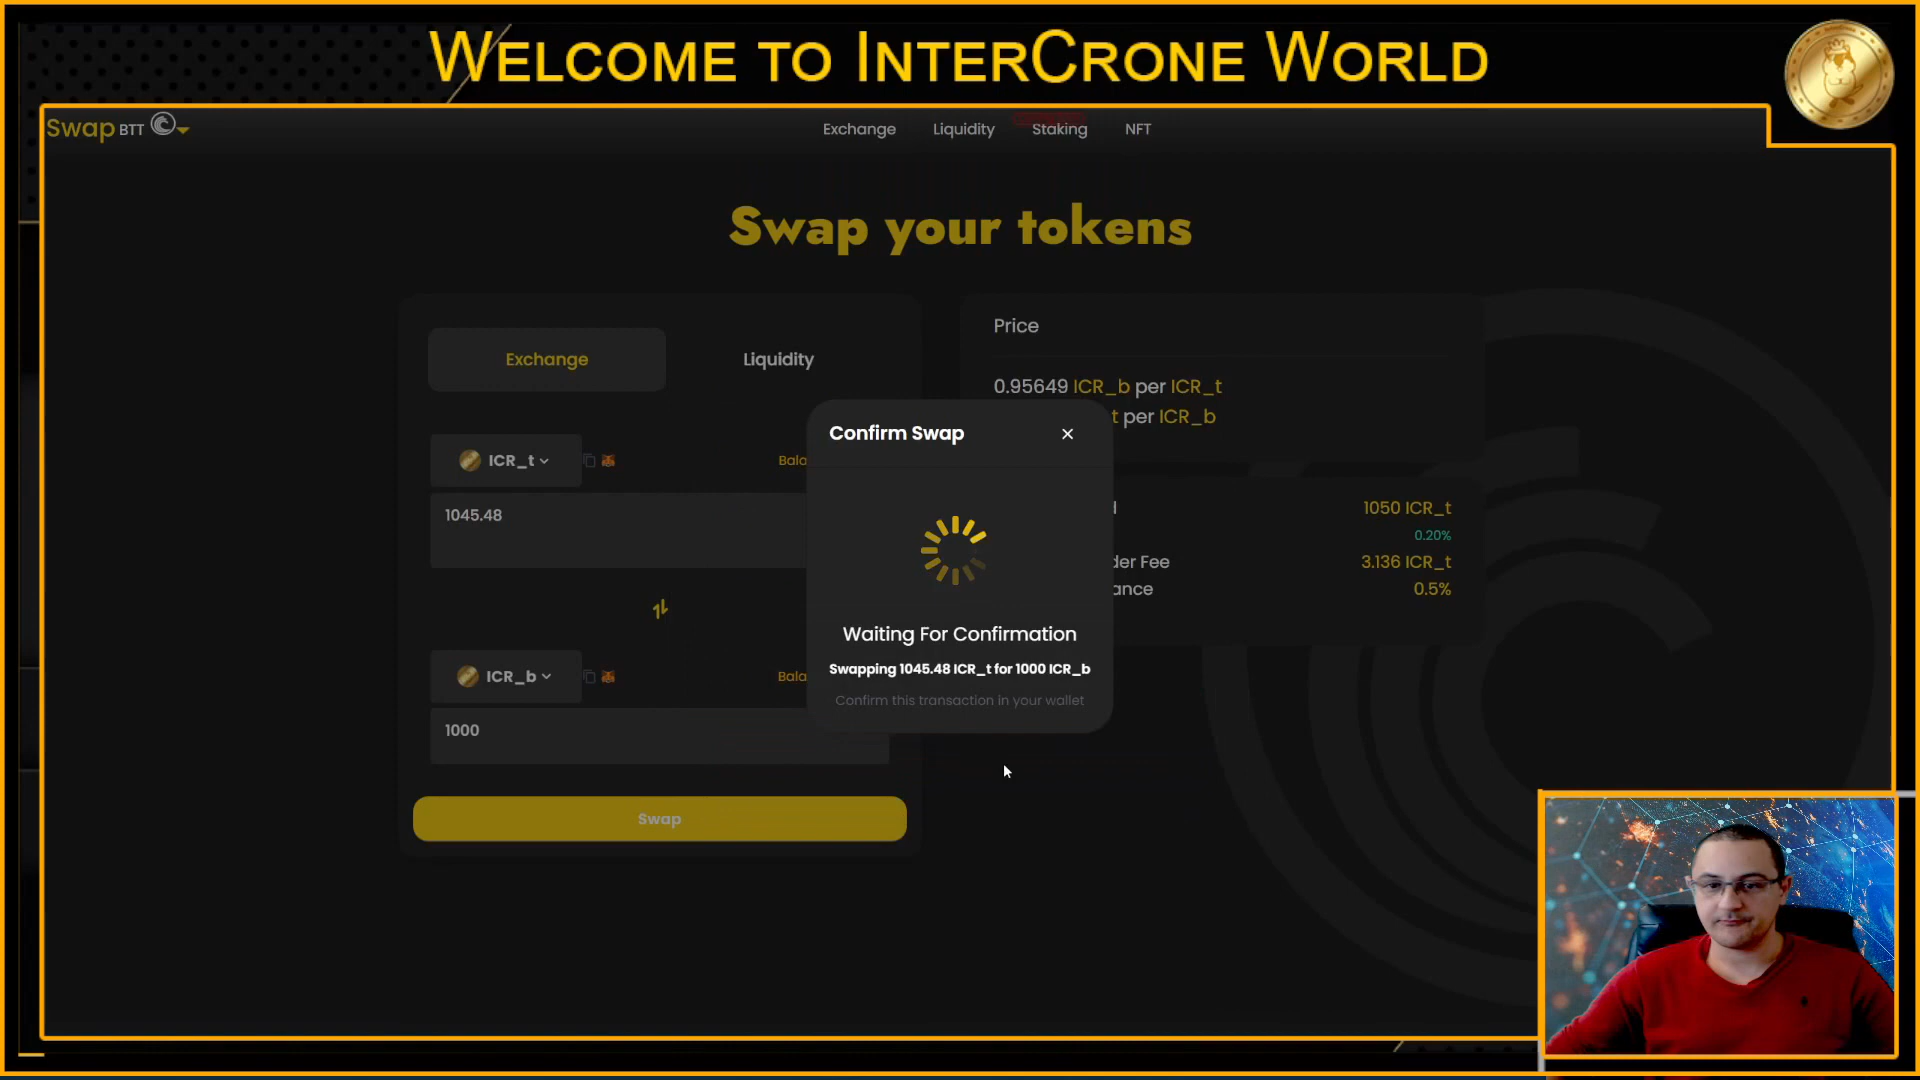 WELCOME TO INTERCRONE WORLD
Swap BTT
Exchange Liquidity Staking NFT
Swap your tokens
Exchange
Liquidity
Price
0.95649 ICR_b per ICR_t
t per ICR_b
Confirm Swap
ICR_t
Bala
1045.48
1050 ICR_t
0.20%
der Fee 3.136 ICR_t
ance 0.5%
Waiting For Confirmation
Swapping 1045.48 ICR_t for 1000 ICR_b
Confirm this transaction in your wallet
ICR_b
Bala
1000
Swap